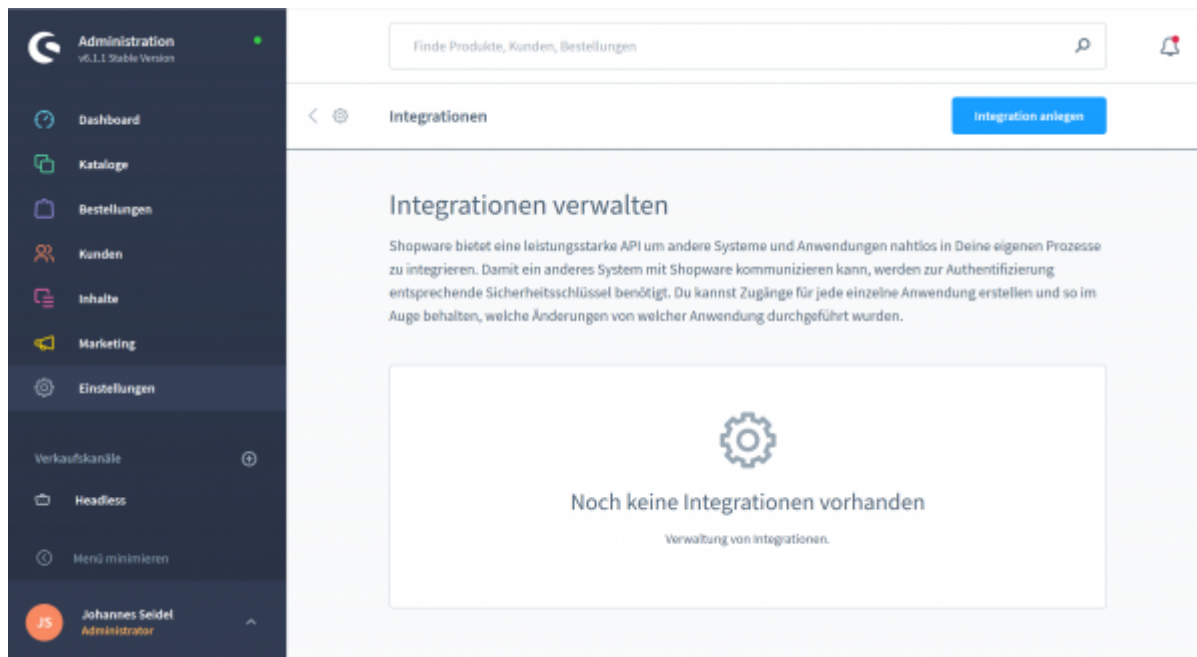 Administration
v6.1.1 Stable Version
Dashboard
Kataloge
Bestellungen
Kunden
Inhalte
Marketing
Einstellungen
Verkaufskanäle
Headless
Menü minimieren
JS
Johannes Seidel
Administrator
Finde Produkte, Kunden, Bestellungen
Integrationen
Integration anlegen
Integrationen verwalten
Shopware bietet eine leistungsstarke API um andere Systeme und Anwendungen nahtlos in Deine eigenen Prozesse
zu integrieren. Damit ein anderes System mit Shopware kommunizieren kann, werden zur Authentifizierung
entsprechende Sicherheitsschlüssel benötigt. Du kannst Zugänge für jede einzelne Anwendung erstellen und so im
Auge behalten, welche Änderungen von welcher Anwendung durchgeführt wurden.
Noch keine Integrationen vorhanden
Verwaltung von Integrationen.